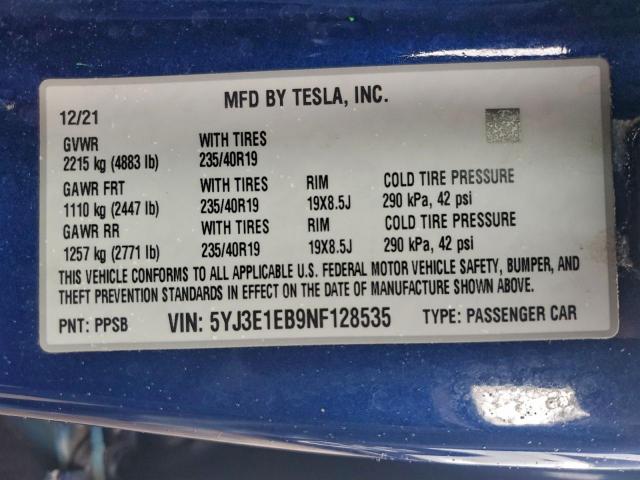 MFD BY TESLA, INC.
12/21
GVWR WITH TIRES
2215 kg (4883 lb) 235/40R19
GAWR FRT WITH TIRES RIM COLD TIRE PRESSURE
1110 kg (2447 lb) 235/40R19 19X8.5J 290 kPa, 42 psi
GAWR RR WITH TIRES RIM COLD TIRE PRESSURE
1257 kg (2771 lb) 235/40R19 19X8.5J 290 kPa, 42 psi
THIS VEHICLE CONFORMS TO ALL APPLICABLE U.S. FEDERAL MOTOR VEHICLE SAFETY, BUMPER, AND
THEFT PREVENTION STANDARDS IN EFFECT ON THE DATE OF MANUFACTURE SHOWN ABOVE.
PNT: PPSB VIN: 5YJ3E1EB9NF128535 TYPE: PASSENGER CAR